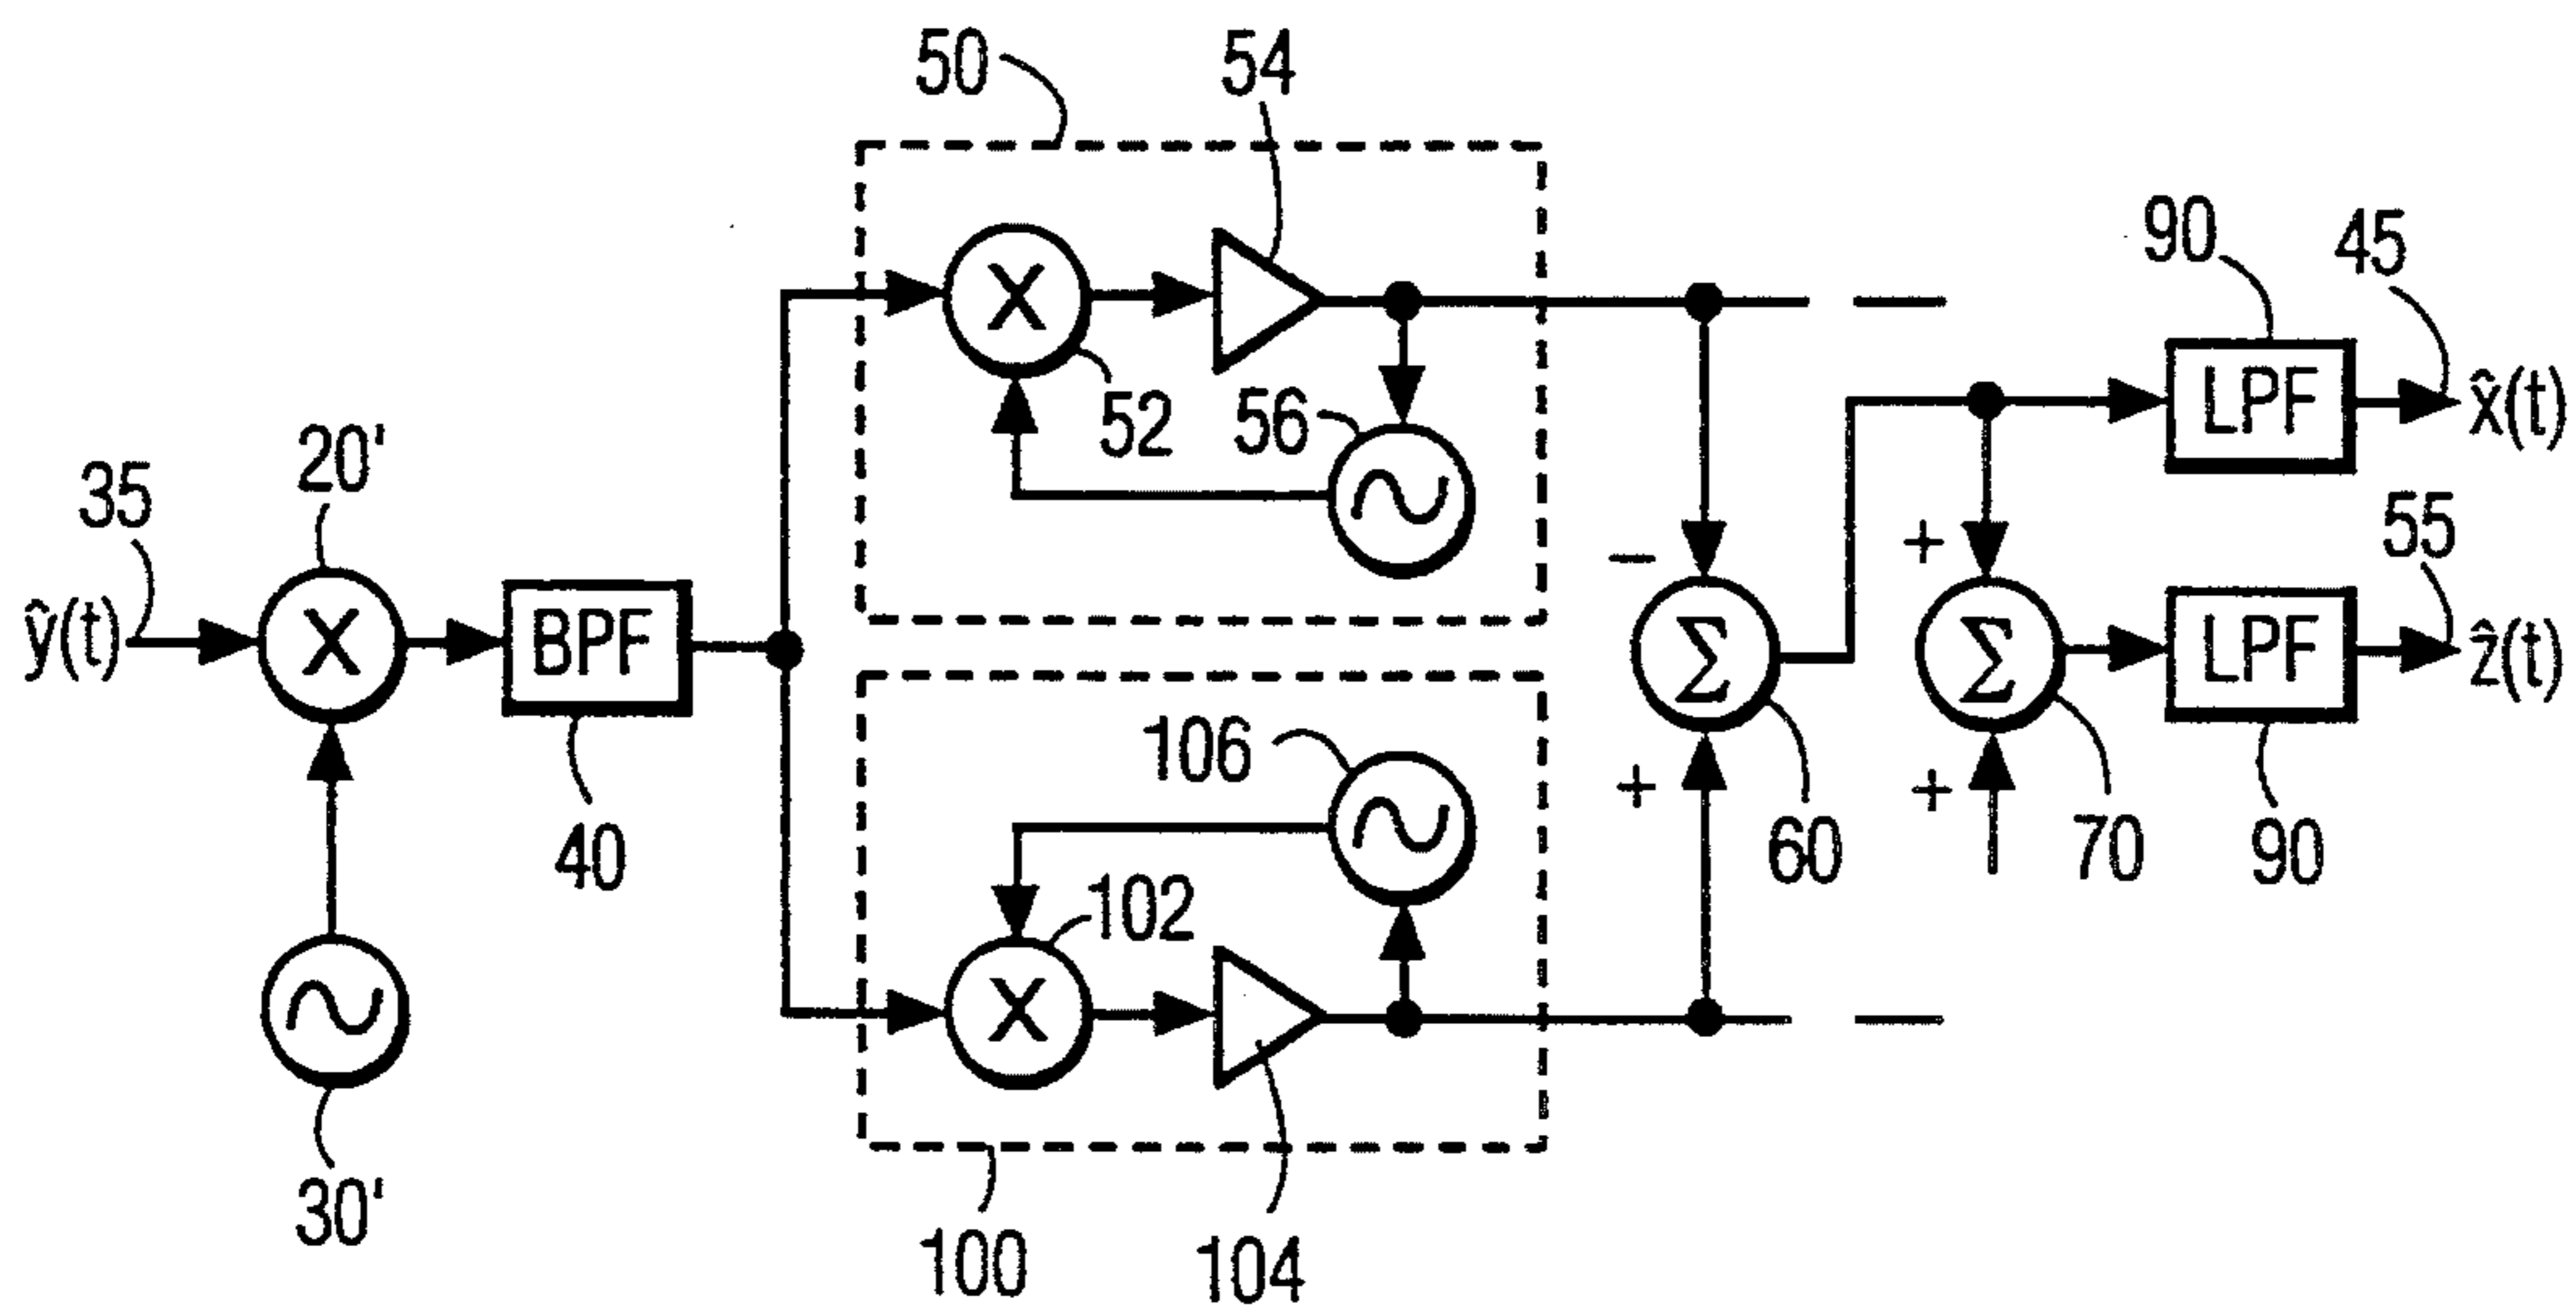 50
54
90
45
X
52
56
LPF
x̂(t)
20'
35
ŷ(t)
X
BPF
−
+
55
Σ
Σ
LPF
ẑ(t)
106
+
+
40
60
70
90
102
X
30'
100
104